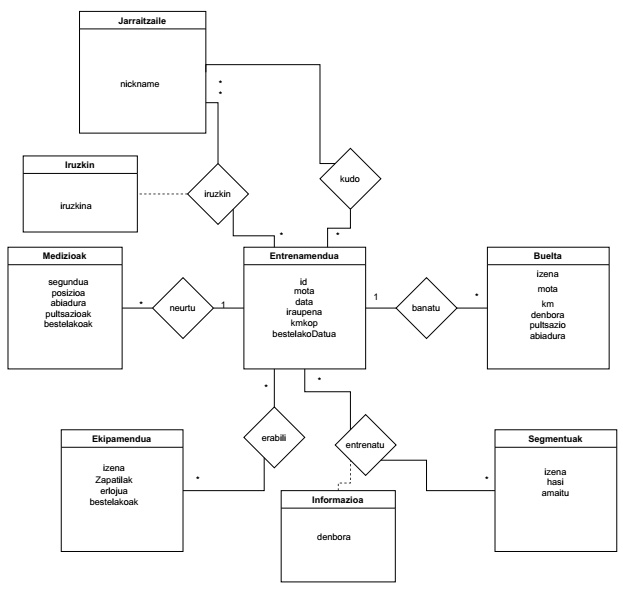 Jarraitzaile
nickname
*
*
Iruzkin
iruzkina
iruzkin
kudo
*
*
Medizioak
segundua
posizioa
abiadura
pultsazioak
bestelakoak
*
neurtu
1
Entrenamendua
id
mota
data
iraupena
kmkop
bestelakoDatua
1
banatu
*
Buelta
izena
mota
km
denbora
pultsazio
abiadura
*
*
erabili
entrenatu
Ekipamendua
izena
Zapatilak
erlojua
bestelakoak
*
Informazioa
denbora
*
Segmentuak
izena
hasi
amaitu